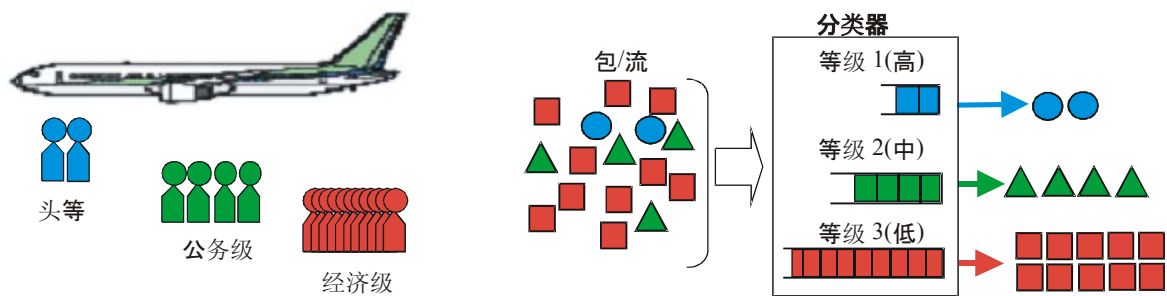 头等
公务级
经济级
包/流
分类器
等级 1(高)
等级 2(中)
等级 3(低)